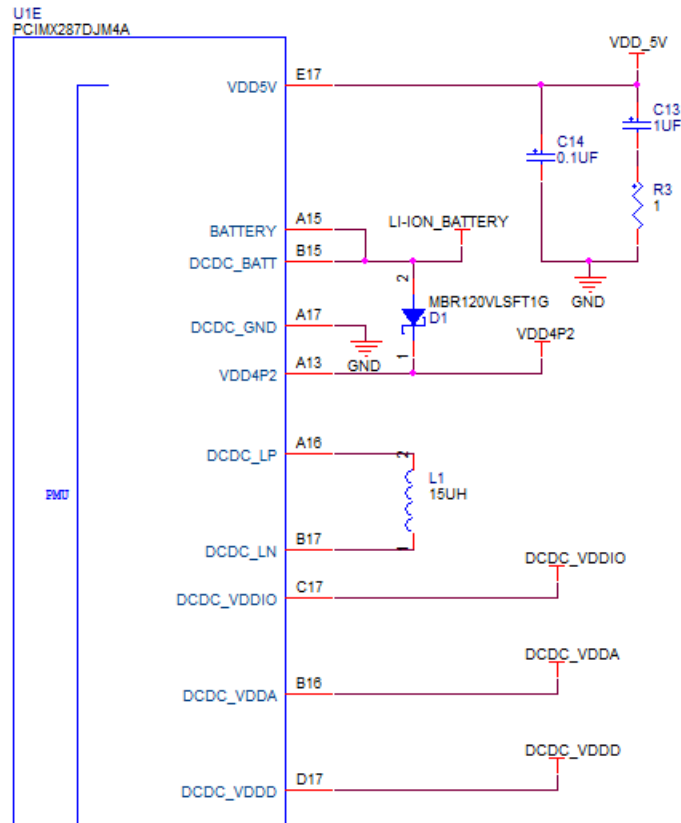 U1E
PCIMX287DJM4A
VDD_5V
VDD5V
E17
C13
1UF
C14
0.1UF
R3
1
BATTERY
A15
LI-ION_BATTERY
DCDC_BATT
B15
GND
2
MBR120VLSFT1G
D1
DCDC_GND
A17
VDD4P2
GND
1
VDD4P2
A13
DCDC_LP
A16
2
L1
15UH
PMU
DCDC_LN
B17
1
DCDC_VDDIO
DCDC_VDDIO
C17
DCDC_VDDA
DCDC_VDDA
B16
DCDC_VDDD
DCDC_VDDD
D17